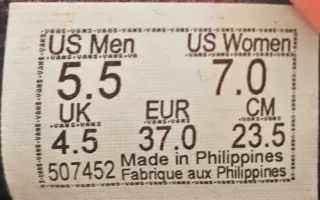 US Men US Women
5.5 7.0
UK EUR CM
4.5 37.0 23.5
507452 Made in Philippines
Fabrique aux Philippines